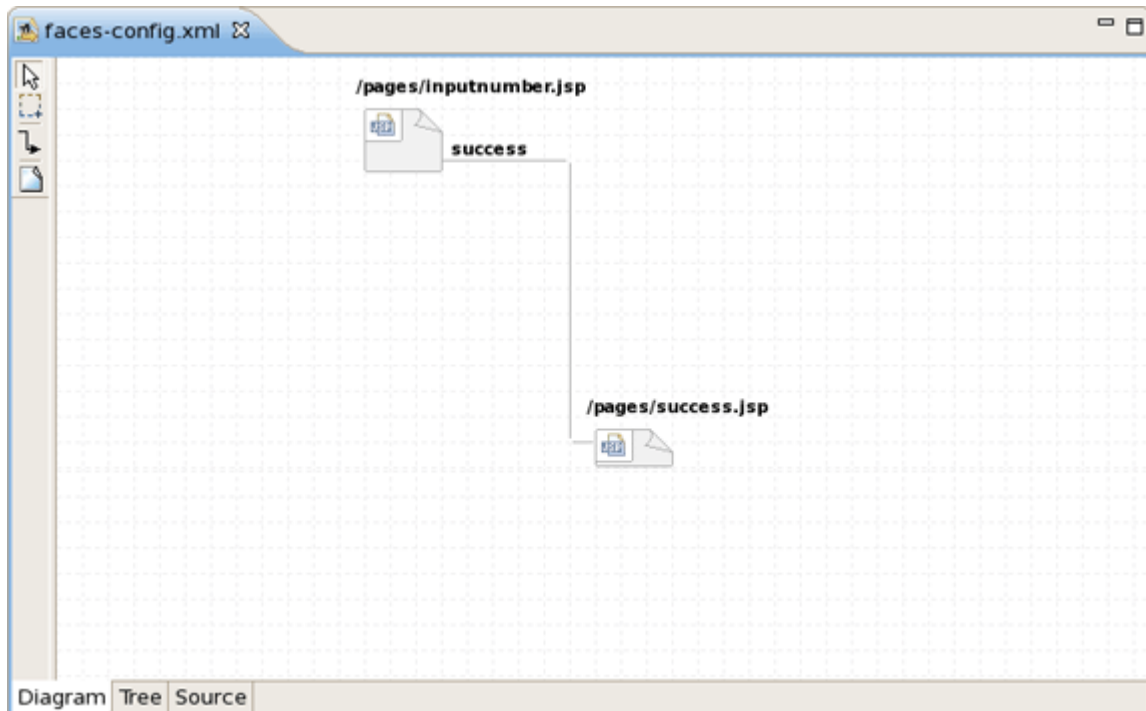 faces-config.xml
/pages/inputnumber.jsp
success
/pages/success.jsp
Diagram Tree Source